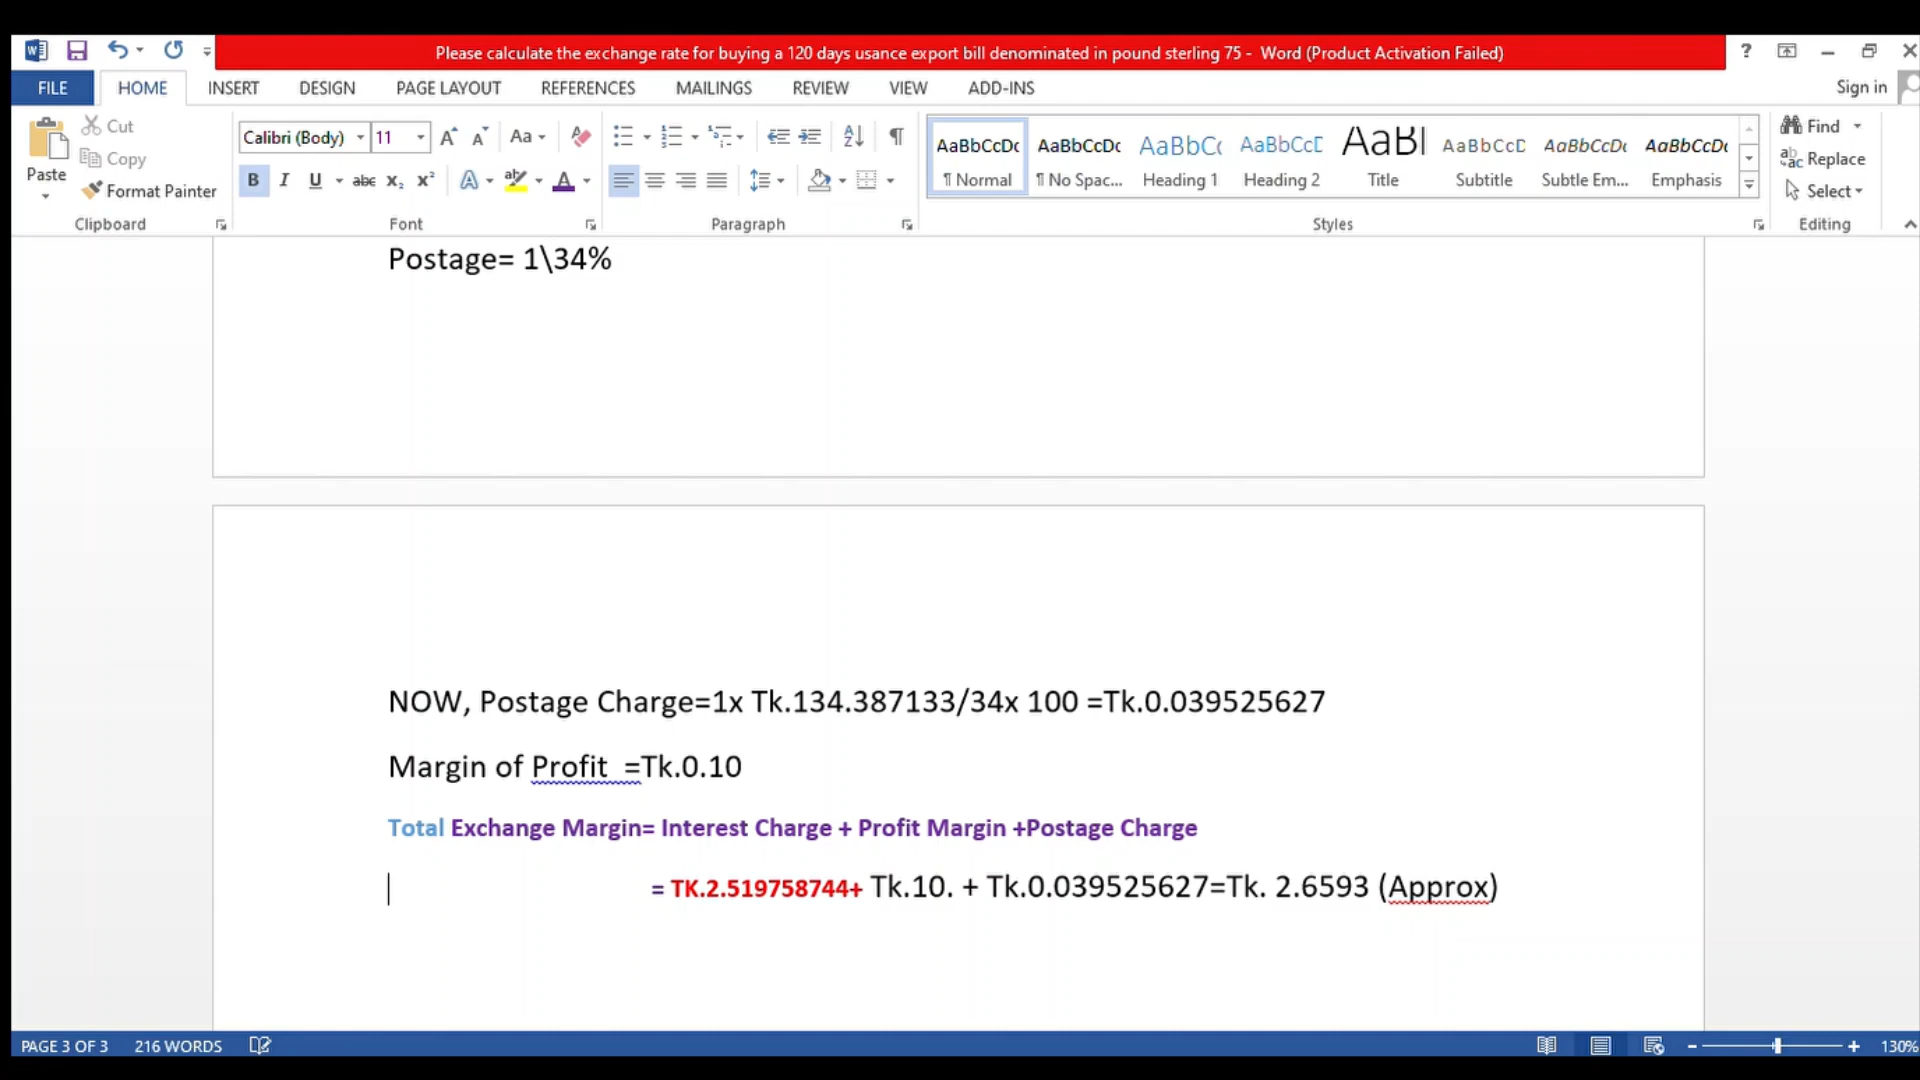 Please calculate the exchange rate for buying a 120 days usance export bill denominated in pound sterling 75 - Word (Product Activation Failed)
?
FILE HOME INSERT DESIGN PAGE LAYOUT REFERENCES MAILINGS REVIEW VIEW ADD-INS Sign in
Paste
Cut
Copy
Format Painter
Clipboard
Calibri (Body) 11
Font
Paragraph
AaBbCcDc AaBbCcDc AaBbCc AaBbCcD AaBl AaBbCcD AaBbCcDc AaBbCcDc
¶ Normal ¶ No Spac... Heading 1 Heading 2 Title Subtitle Subtle Em... Emphasis
Styles
Find
Replace
Select
Editing
Postage= 1\34%
NOW, Postage Charge=1x Tk.134.387133/34x 100 =Tk.0.039525627
Margin of Profit =Tk.0.10
Total Exchange Margin= Interest Charge + Profit Margin +Postage Charge
= TK.2.519758744+ Tk.10. + Tk.0.039525627=Tk. 2.6593 (Approx)
PAGE 3 OF 3 216 WORDS 130%